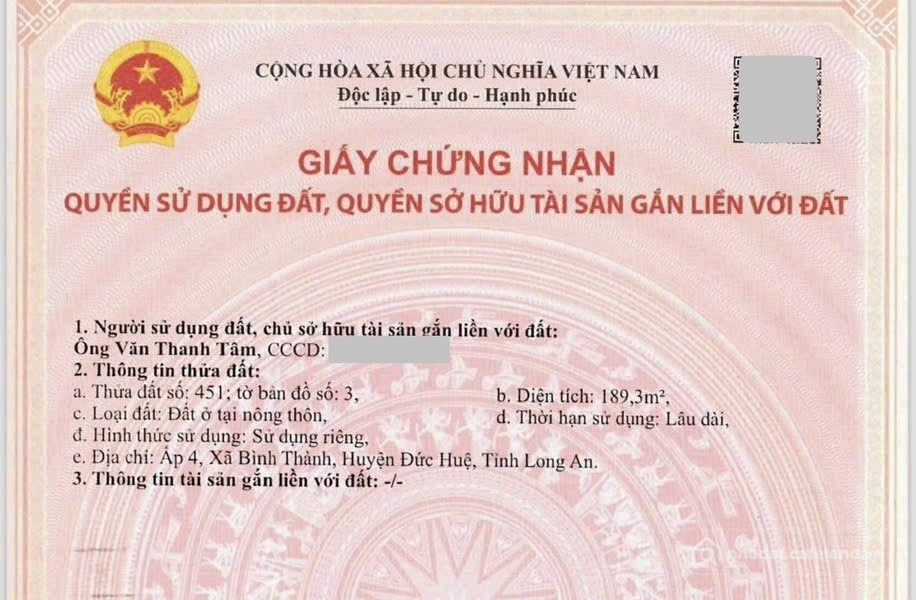 CỘNG HÒA XÃ HỘI CHỦ NGHĨA VIỆT NAM
Độc lập - Tự do - Hạnh phúc
GIẤY CHỨNG NHẬN
QUYỀN SỬ DỤNG ĐẤT, QUYỀN SỞ HỮU TÀI SẢN GẮN LIỀN VỚI ĐẤT
1. Người sử dụng đất, chủ sở hữu tài sản gắn liền với đất:
Ông Văn Thanh Tâm, CCCD:
2. Thông tin thửa đất:
a. Thửa đất số: 451; tờ bản đồ số: 3, b. Diện tích: 189,3m²,
c. Loại đất: Đất ở tại nông thôn, d. Thời hạn sử dụng: Lâu dài,
đ. Hình thức sử dụng: Sử dụng riêng,
e. Địa chỉ: Ấp 4, Xã Bình Thành, Huyện Đức Huệ, Tỉnh Long An.
3. Thông tin tài sản gắn liền với đất: -/-